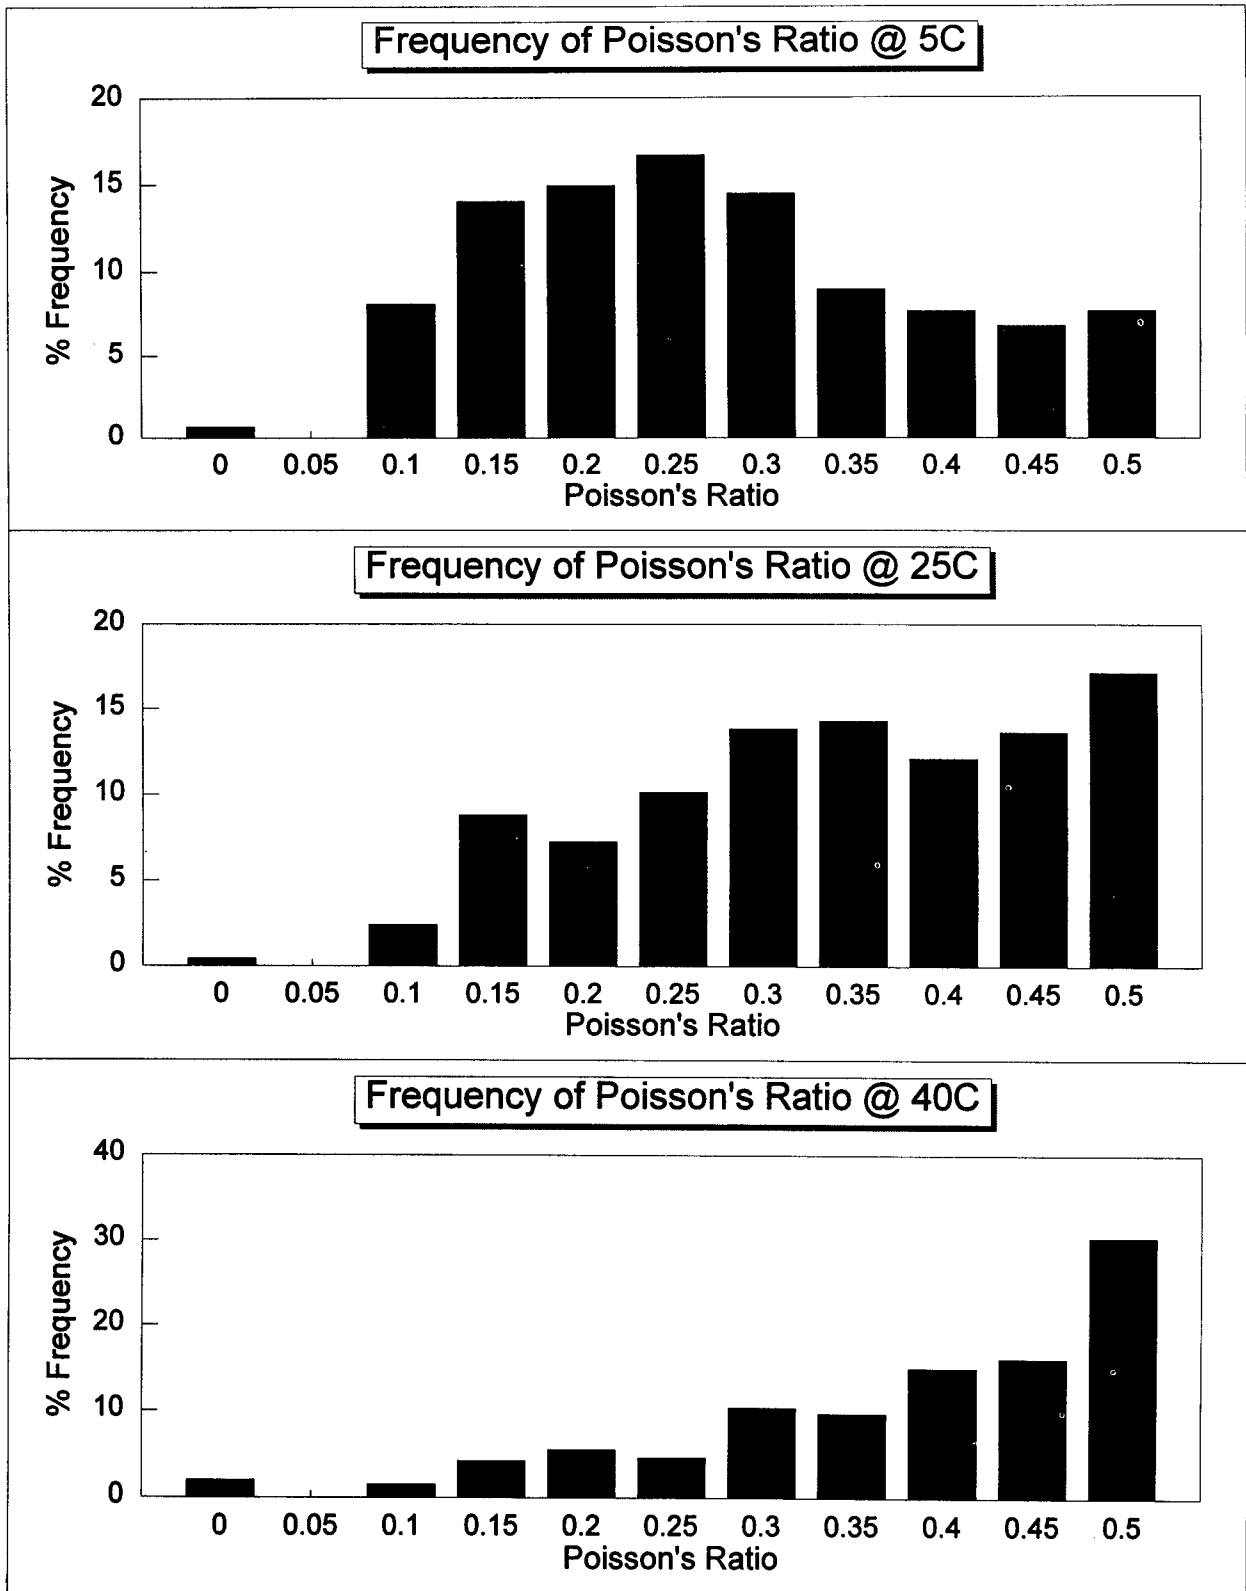 Frequency of Poisson's Ratio @ 5C
20
15
10
5
0
% Frequency
0 0.05 0.1 0.15 0.2 0.25 0.3 0.35 0.4 0.45 0.5
Poisson's Ratio
Frequency of Poisson's Ratio @ 25C
20
15
10
5
0
% Frequency
0 0.05 0.1 0.15 0.2 0.25 0.3 0.35 0.4 0.45 0.5
Poisson's Ratio
Frequency of Poisson's Ratio @ 40C
40
30
20
10
0
% Frequency
0 0.05 0.1 0.15 0.2 0.25 0.3 0.35 0.4 0.45 0.5
Poisson's Ratio